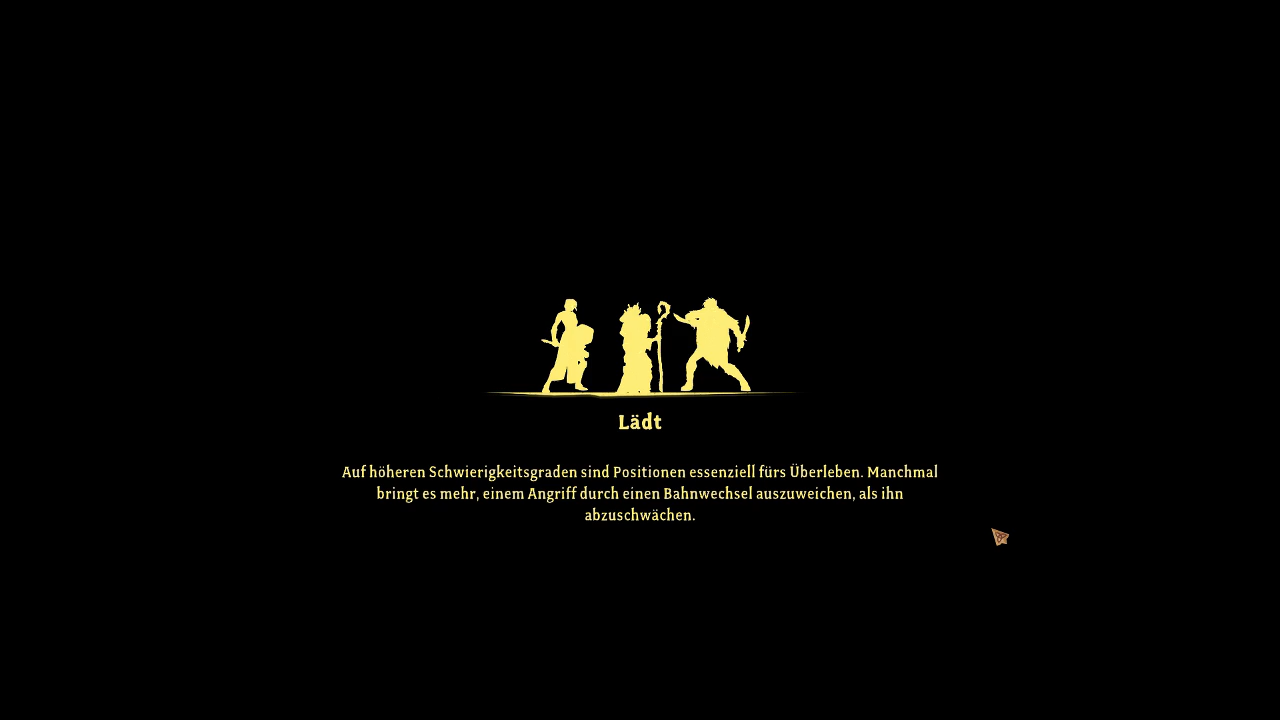 Lädt
Auf höheren Schwierigkeitsgraden sind Positionen essenziell fürs Überleben. Manchmal
bringt es mehr, einem Angriff durch einen Bahnwechsel auszuweichen, als ihn
abzuschwächen.